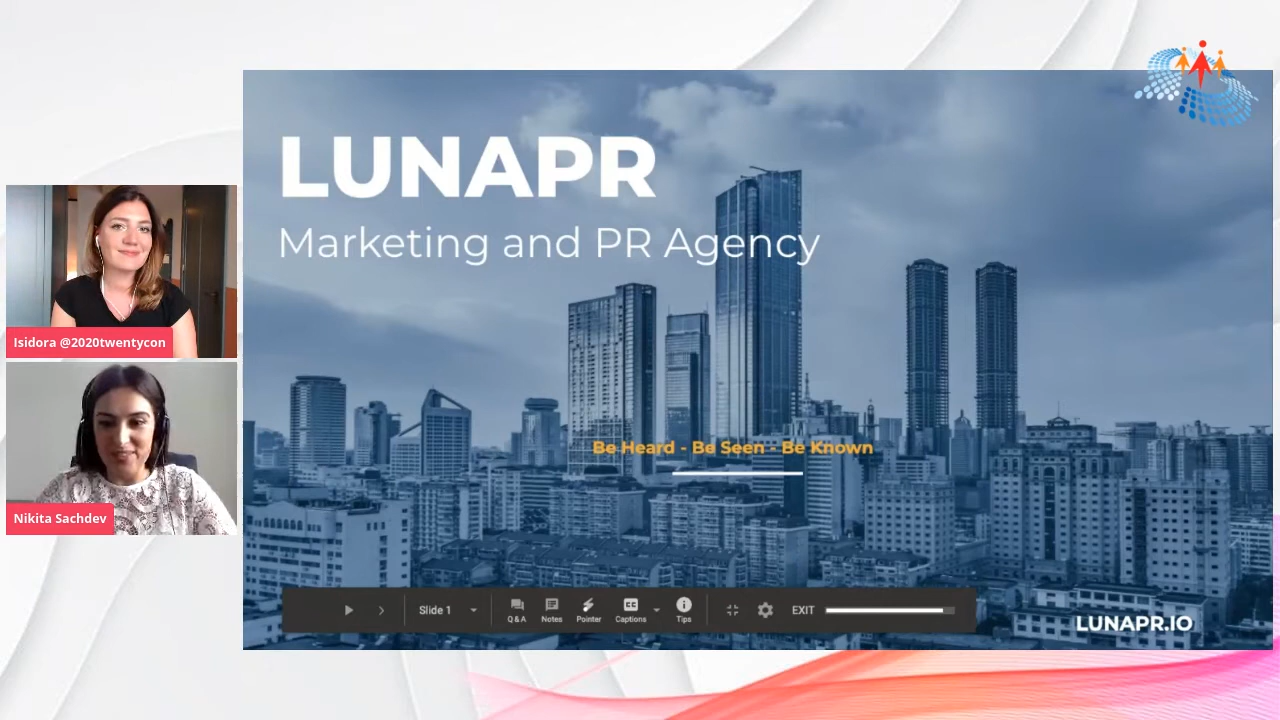 LUNAPR
Marketing and PR Agency
Isidora @2020twentycon
Be Heard - Be Seen - Be Known
Nikita Sachdev
Slide 1
Q & A
Notes
Pointer
Captions
Tips
EXIT
LUNAPR.IO